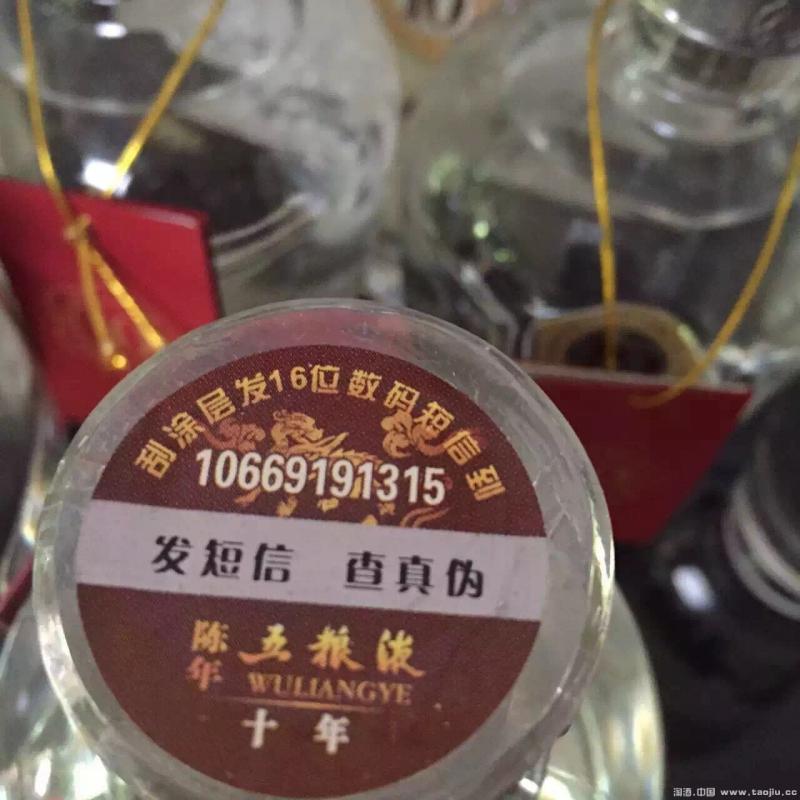 10
刮涂层发16位数码短信到
10669191315
发短信 查真伪
陈年 五粮液
WULIANGYE
十年
淘酒.中国 www.taojiu.cc